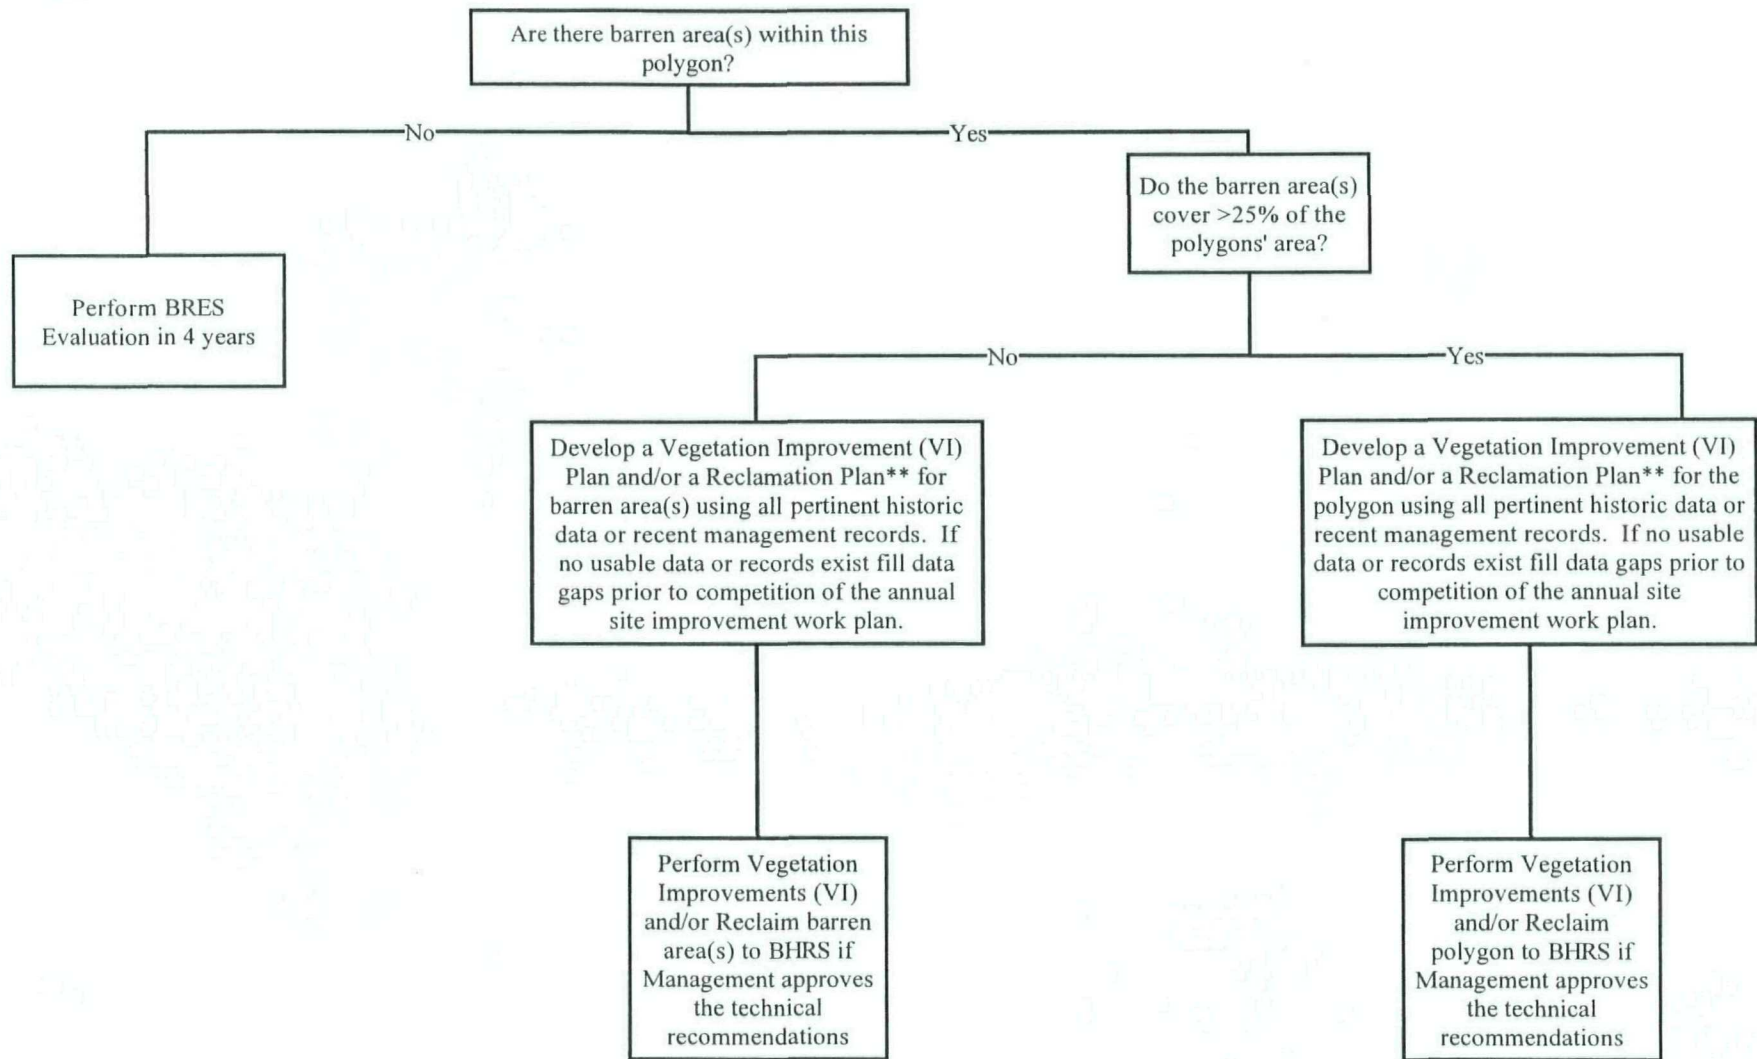 Are there barren area(s) within this
polygon?
No
Yes
Do the barren area(s)
cover >25% of the
polygons' area?
Perform BRES
Evaluation in 4 years
No
Yes
Develop a Vegetation Improvement (VI)
Plan and/or a Reclamation Plan** for
barren area(s) using all pertinent historic
data or recent management records.  If
no usable data or records exist fill data
gaps prior to competition of the annual
site improvement work plan.
Develop a Vegetation Improvement (VI)
Plan and/or a Reclamation Plan** for the
polygon using all pertinent historic data or
recent management records.  If no usable
data or records exist fill data gaps prior to
competition of the annual site
improvement work plan.
Perform Vegetation
Improvements (VI)
and/or Reclaim barren
area(s) to BHRS if
Management approves
the technical
recommendations
Perform Vegetation
Improvements (VI)
and/or Reclaim
polygon to BHRS if
Management approves
the technical
recommendations